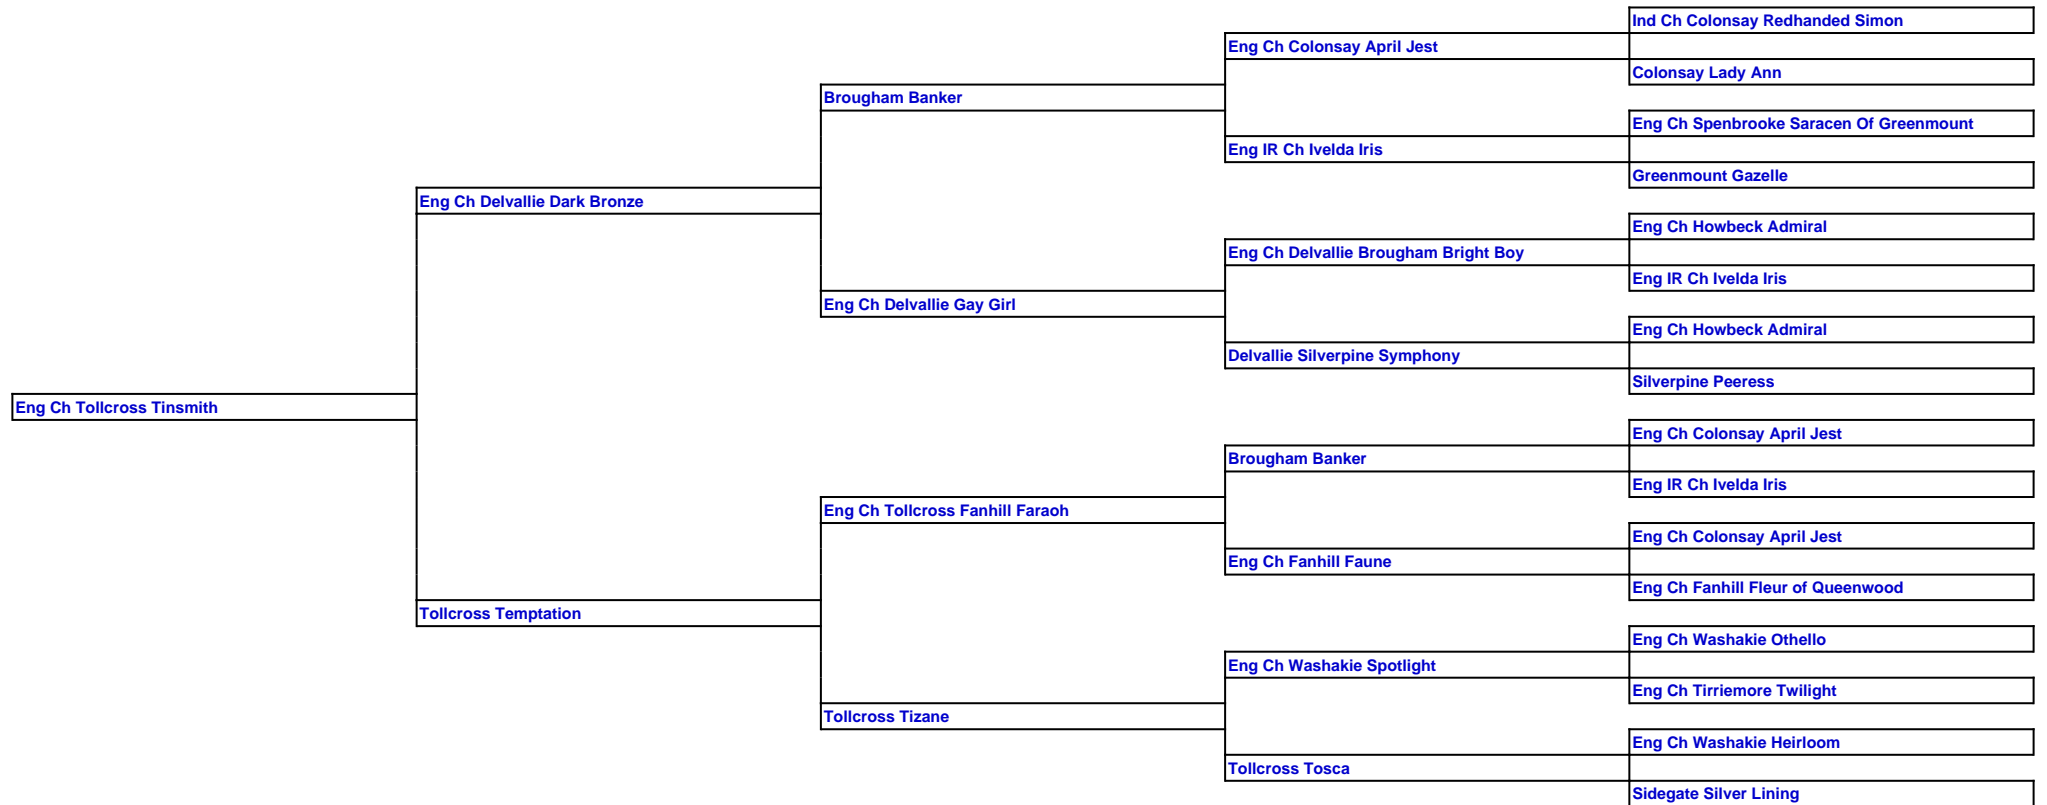 Ind Ch Colonsay Redhanded Simon
Eng Ch Colonsay April Jest
Colonsay Lady Ann
Brougham Banker
Eng Ch Spenbrooke Saracen Of Greenmount
Eng IR Ch Ivelda Iris
Greenmount Gazelle
Eng Ch Delvallie Dark Bronze
Eng Ch Howbeck Admiral
Eng Ch Delvallie Brougham Bright Boy
Eng IR Ch Ivelda Iris
Eng Ch Delvallie Gay Girl
Eng Ch Howbeck Admiral
Delvallie Silverpine Symphony
Silverpine Peeress
Eng Ch Tollcross Tinsmith
Eng Ch Colonsay April Jest
Brougham Banker
Eng IR Ch Ivelda Iris
Eng Ch Tollcross Fanhill Faraoh
Eng Ch Colonsay April Jest
Eng Ch Fanhill Faune
Eng Ch Fanhill Fleur of Queenwood
Tollcross Temptation
Eng Ch Washakie Othello
Eng Ch Washakie Spotlight
Eng Ch Tirriemore Twilight
Tollcross Tizane
Eng Ch Washakie Heirloom
Tollcross Tosca
Sidegate Silver Lining